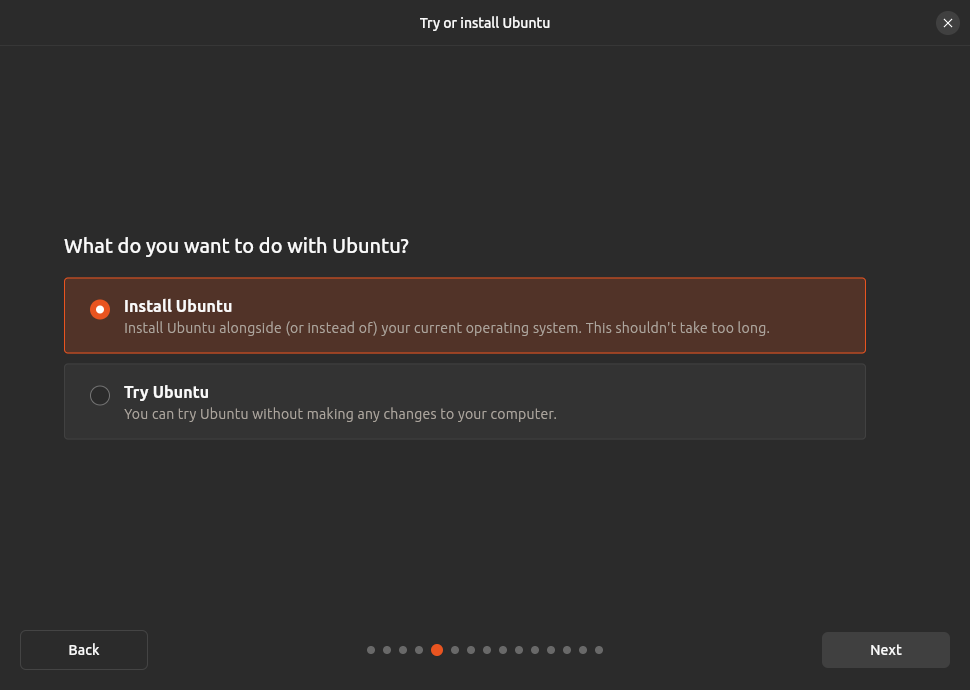 Try or install Ubuntu
What do you want to do with Ubuntu?
Install Ubuntu
Install Ubuntu alongside (or instead of) your current operating system. This shouldn't take too long.
Try Ubuntu
You can try Ubuntu without making any changes to your computer.
Back
Next